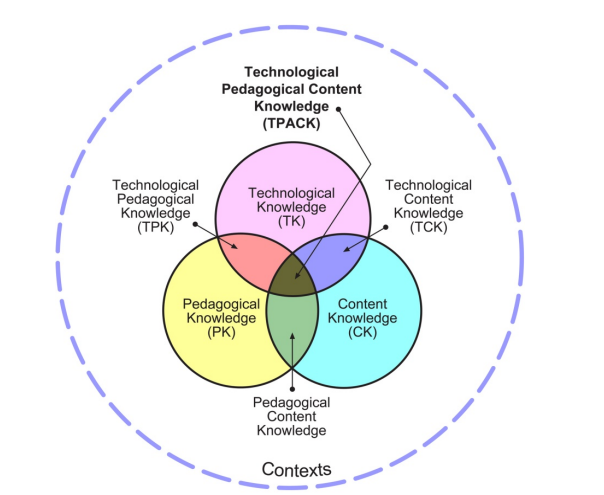 Technological
Pedagogical Content
Knowledge
(TPACK)
Technological
Pedagogical
Knowledge
(TPK)
Technological
Knowledge
(TK)
Technological
Content
Knowledge
(TCK)
Pedagogical
Knowledge
(PK)
Content
Knowledge
(CK)
Pedagogical
Content
Knowledge
Contexts